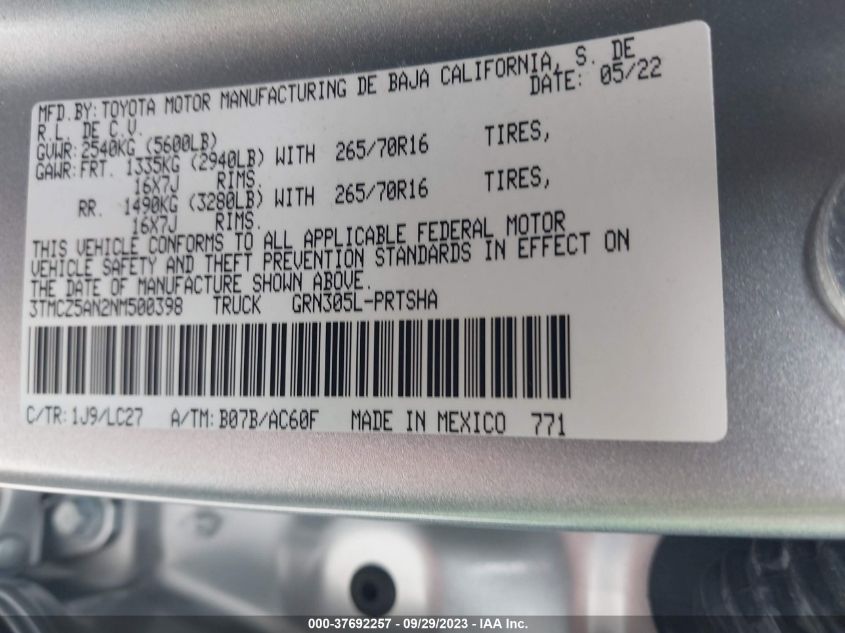 MFD.BY:TOYOTA MOTOR MANUFACTURING DE BAJA CALIFORNIA, S. DE
R.L. DE C.V. DATE: 05/22
GVWR:2540KG (5600LB)
GAWR:FRT. 1335KG (2940LB) WITH 265/70R16 TIRES,
16X7J RIMS.
RR. 1490KG (3280LB) WITH 265/70R16 TIRES,
16X7J RIMS.
THIS VEHICLE CONFORMS TO ALL APPLICABLE FEDERAL MOTOR
VEHICLE SAFETY AND THEFT PREVENTION STANDARDS IN EFFECT ON
THE DATE OF MANUFACTURE SHOWN ABOVE.
3TMCZ5AN2NM500398 TRUCK GRN305L-PRTSHA
C/TR:1J9/LC27 A/TM:B07B/AC60F MADE IN MEXICO 771
000-37692257 - 09/29/2023 - IAA Inc.